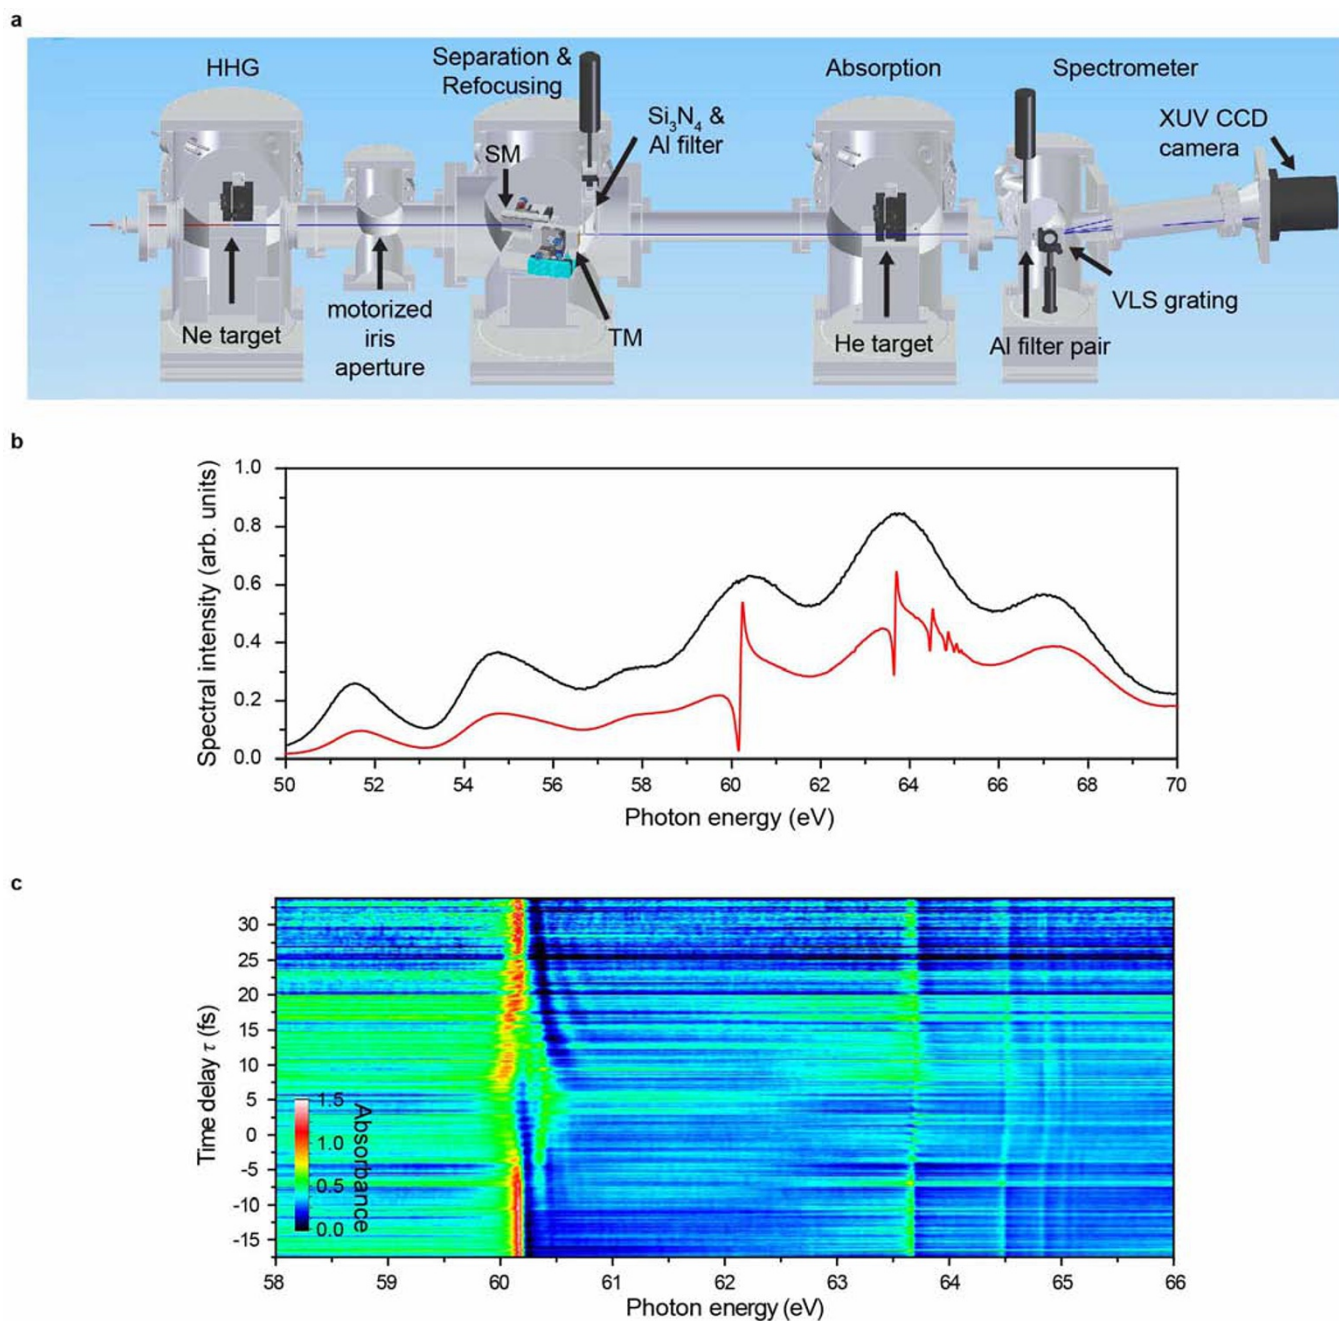 a
HHG
Separation &
Refocusing
Si3N4 &
Al filter
Absorption
Spectrometer
XUV CCD
camera
SM
Ne target
motorized
iris
aperture
TM
He target
Al filter pair
VLS grating
b
Spectral intensity (arb. units)
1.0
0.8
0.6
0.4
0.2
0.0
50 52 54 56 58 60 62 64 66 68 70
Photon energy (eV)
c
Time delay τ (fs)
30
25
20
15
10
5
0
-5
-10
-15
1.5
1.0
0.5
0.0
Absorbance
58 59 60 61 62 63 64 65 66
Photon energy (eV)